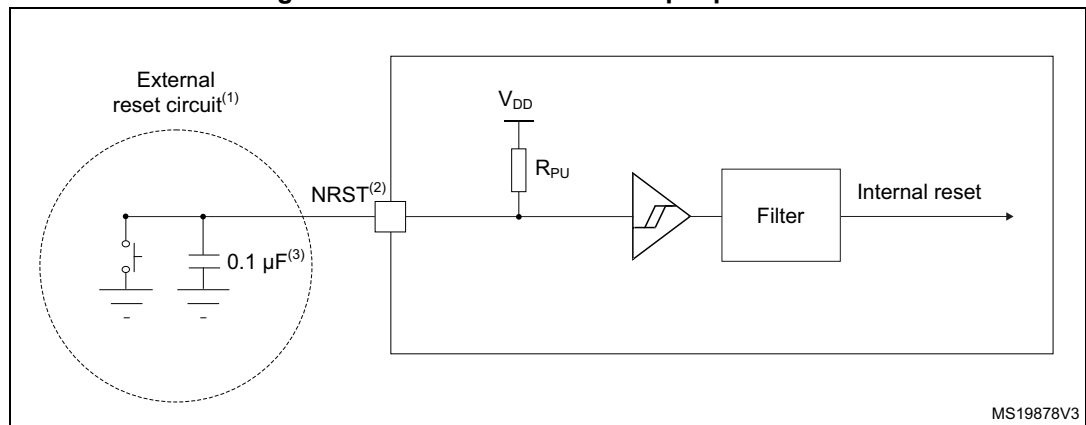 External
reset circuit(1)
VDD
RPU
NRST(2)
Filter
Internal reset
0.1 μF(3)
MS19878V3